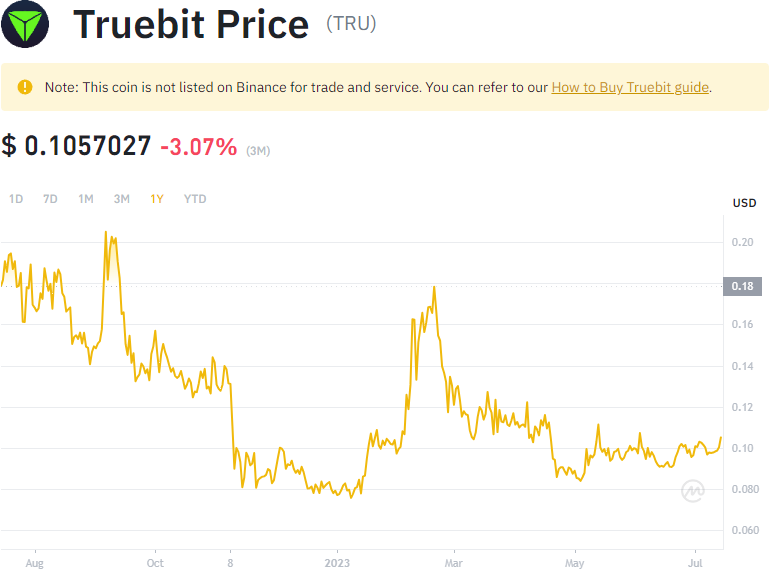 Truebit Price (TRU)
Note: This coin is not listed on Binance for trade and service. You can refer to our How to Buy Truebit guide.
$ 0.1057027 -3.07% (3M)
1D 7D 1M 3M 1Y YTD
USD
0.20
0.18
0.16
0.14
0.12
0.10
0.080
0.060
Aug Oct 8 2023 Mar May Jul